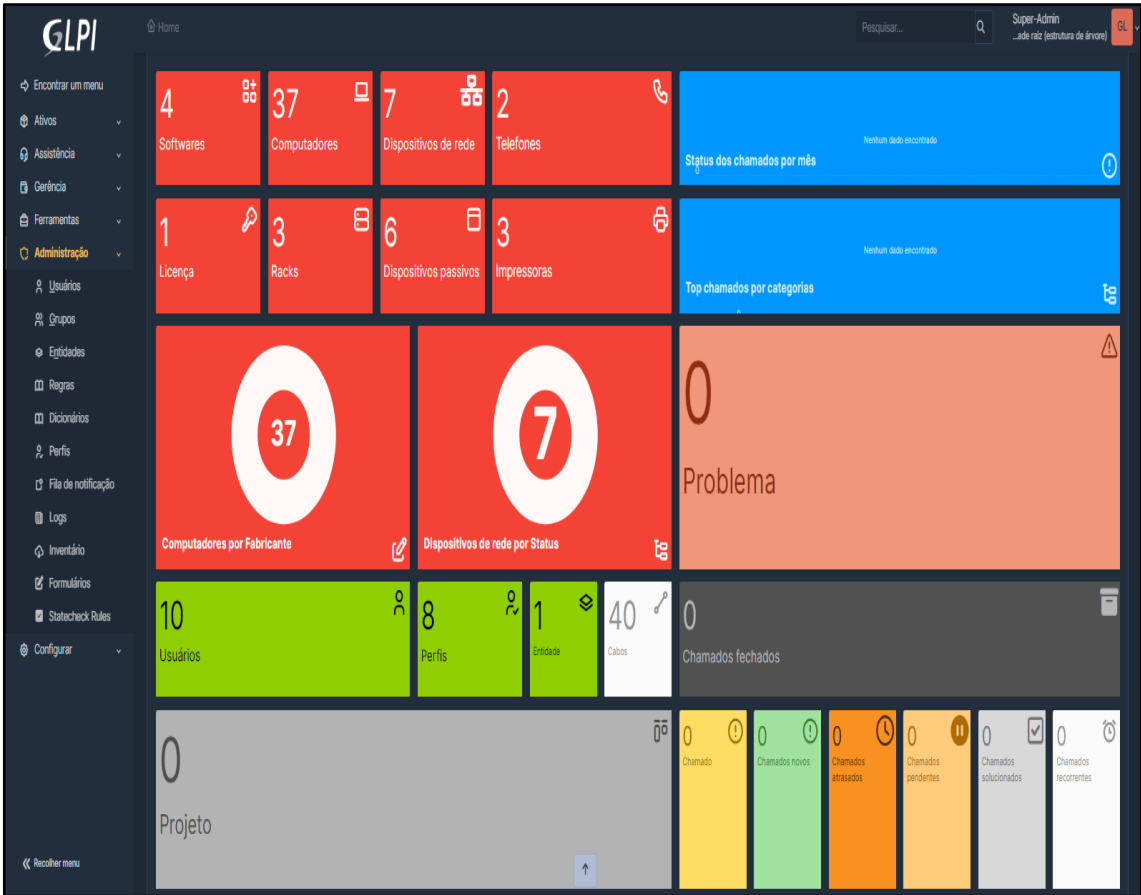 GLPI
Home
Pesquisar...
Super-Admin
...ade raiz (estrutura de árvore)
GL
Encontrar um menu
Ativos
Assistência
Gerência
Ferramentas
Administração
Usuários
Grupos
Entidades
Regras
Dicionários
Perfis
Fila de notificação
Logs
Inventário
Formulários
Statecheck Rules
Configurar
Recolher menu
4
Softwares
37
Computadores
7
Dispositivos de rede
2
Telefones
Nenhum dado encontrado
Status dos chamados por mês
1
Licença
3
Racks
6
Dispositivos passivos
3
Impressoras
Nenhum dado encontrado
Top chamados por categorias
37
Computadores por Fabricante
7
Dispositivos de rede por Status
0
Problema
10
Usuários
8
Perfis
1
Entidade
40
Cabos
0
Chamados fechados
0
Projeto
0
Chamado
0
Chamados novos
0
Chamados
atrasados
0
Chamados
pendentes
0
Chamados
solucionados
0
Chamados
recorrentes